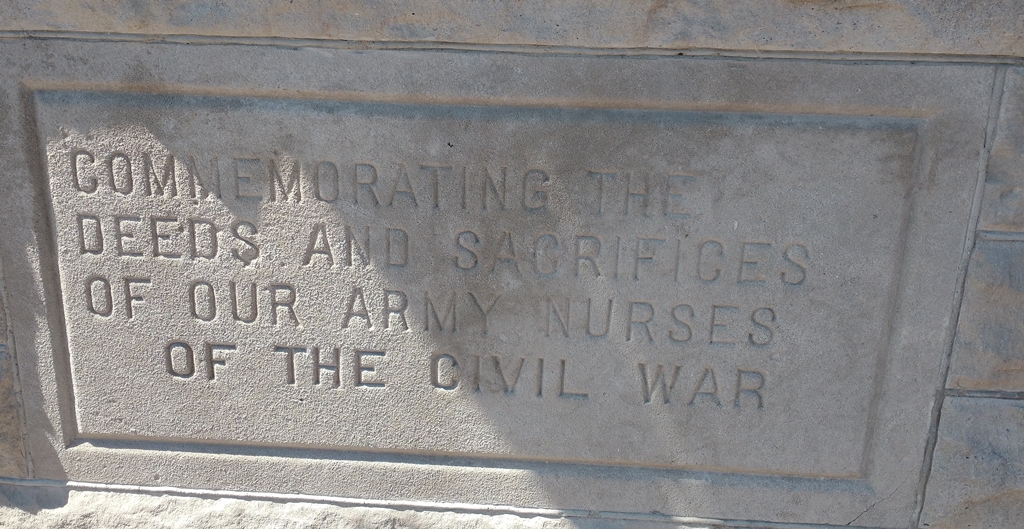 COMMEMORATING THE
DEEDS AND SACRIFICES
OF OUR ARMY NURSES
OF THE CIVIL WAR